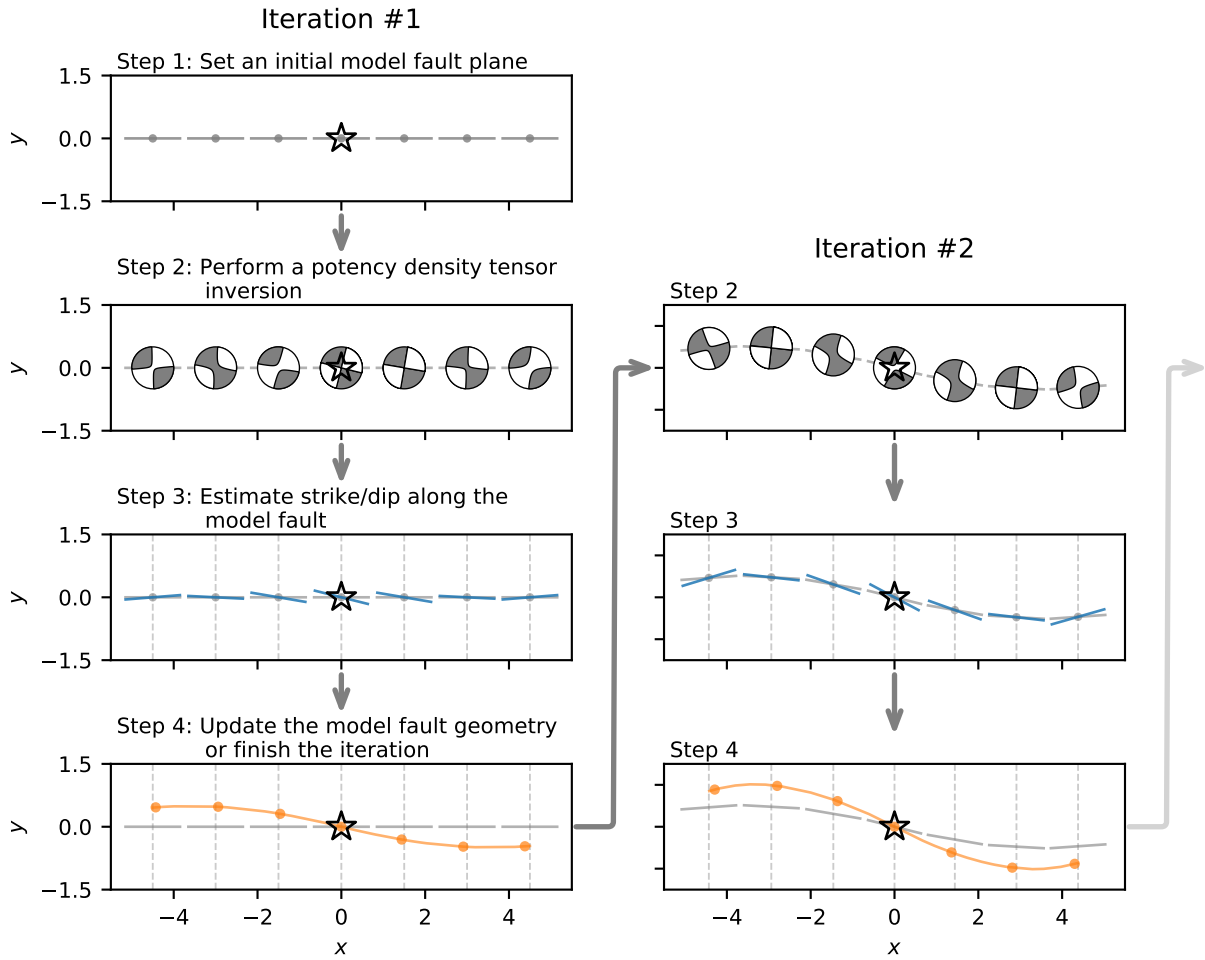 Iteration #1
Step 1: Set an initial model fault plane
1.5
0.0
−1.5
y
Step 2: Perform a potency density tensor
inversion
1.5
0.0
−1.5
y
Step 3: Estimate strike/dip along the
model fault
1.5
0.0
−1.5
y
Step 4: Update the model fault geometry
or finish the iteration
1.5
0.0
−1.5
y
−4 −2 0 2 4
x
Iteration #2
Step 2
Step 3
Step 4
−4 −2 0 2 4
x